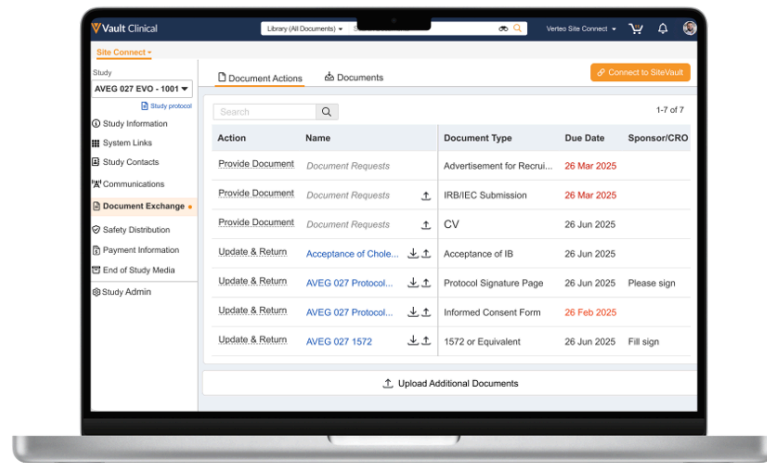 Vault Clinical
Library (All Documents)
Verteo Site Connect
Site Connect
Study
AVEG 027 EVO - 1001
Study protocol
Study Information
System Links
Study Contacts
Communications
Document Exchange
Safety Distribution
Payment Information
End of Study Media
Study Admin
Document Actions Documents
Connect to SiteVault
Search
1-7 of 7
Action Name Document Type Due Date Sponsor/CRO
Provide Document Document Requests Advertisement for Recrui... 26 Mar 2025
Provide Document Document Requests IRB/IEC Submission 26 Mar 2025
Provide Document Document Requests CV 26 Jun 2025
Update & Return Acceptance of Chole... Acceptance of IB 26 Jun 2025
Update & Return AVEG 027 Protocol... Protocol Signature Page 26 Jun 2025 Please sign
Update & Return AVEG 027 Protocol... Informed Consent Form 26 Feb 2025
Update & Return AVEG 027 1572 1572 or Equivalent 26 Jun 2025 Fill sign
Upload Additional Documents